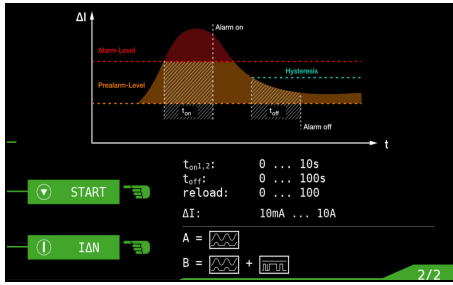 ΔI
Alarm on
Alarm-Level
Hysteresis
Prealarm-Level
ton
toff
Alarm off
t
ton1,2: 0 ... 10s
toff: 0 ... 100s
START
reload: 0 ... 100
ΔI: 10mA ... 10A
A =
IΔN
B = +
2/2